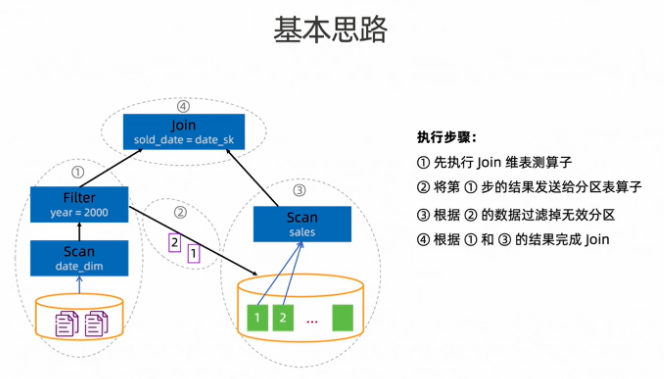 基本思路
④
Join
sold_date = date_sk
①
Filter
year = 2000
②
2
1
③
Scan
sales
Scan
date_dim
1
2
...
执行步骤：
① 先执行 Join 维表测算子
② 将第 ① 步的结果发送给分区表算子
③ 根据 ② 的数据过滤掉无效分区
④ 根据 ① 和 ③ 的结果完成 Join